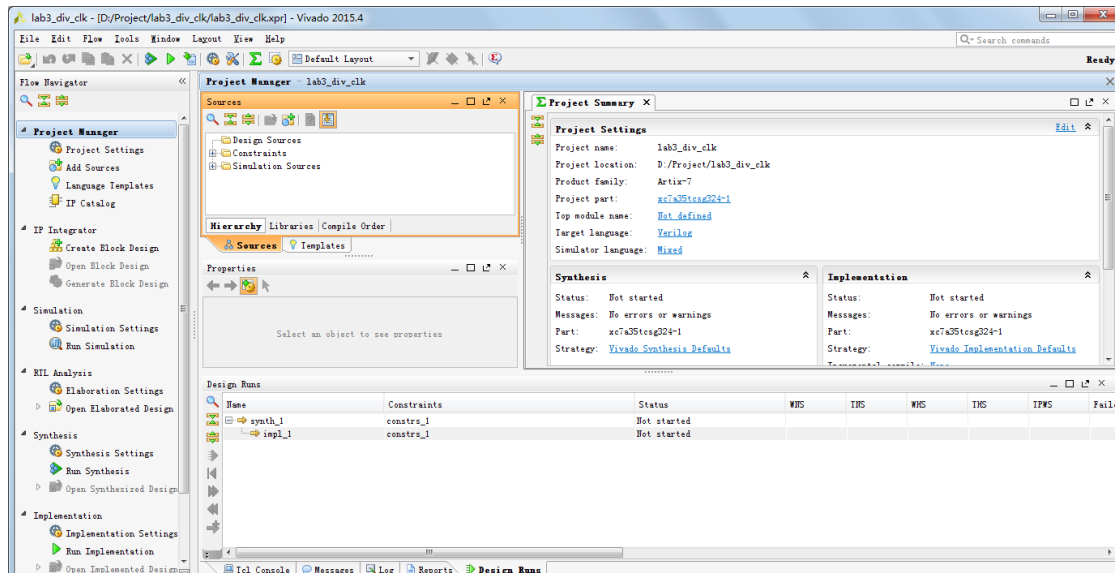 lab3_div_clk - [D:/Project/lab3_div_clk/lab3_div_clk.xpr] - Vivado 2015.4
File Edit Flow Tools Window Layout View Help
Search commands
Default Layout
Ready
Flow Navigator
Project Manager
Project Settings
Add Sources
Language Templates
IP Catalog
IP Integrator
Create Block Design
Open Block Design
Generate Block Design
Simulation
Simulation Settings
Run Simulation
RTL Analysis
Elaboration Settings
Open Elaborated Design
Synthesis
Synthesis Settings
Run Synthesis
Open Synthesized Design
Implementation
Implementation Settings
Run Implementation
Open Implemented Design
Project Manager - lab3_div_clk
Sources
Design Sources
Constraints
Simulation Sources
Hierarchy Libraries Compile Order
Sources Templates
Properties
Select an object to see properties
Project Summary
Project Settings Edit
Project name: lab3_div_clk
Project location: D:/Project/lab3_div_clk
Product family: Artix-7
Project part: xc7a35tcsg324-1
Top module name: Not defined
Target language: Verilog
Simulator language: Mixed
Synthesis
Status: Not started
Messages: No errors or warnings
Part: xc7a35tcsg324-1
Strategy: Vivado Synthesis Defaults
Implementation
Status: Not started
Messages: No errors or warnings
Part: xc7a35tcsg324-1
Strategy: Vivado Implementation Defaults
Incremental compile: None
Design Runs
Name Constraints Status WNS TNS WHS THS TPWS Faile
synth_1 constrs_1 Not started
impl_1 constrs_1 Not started
Tcl Console Messages Log Reports Design Runs